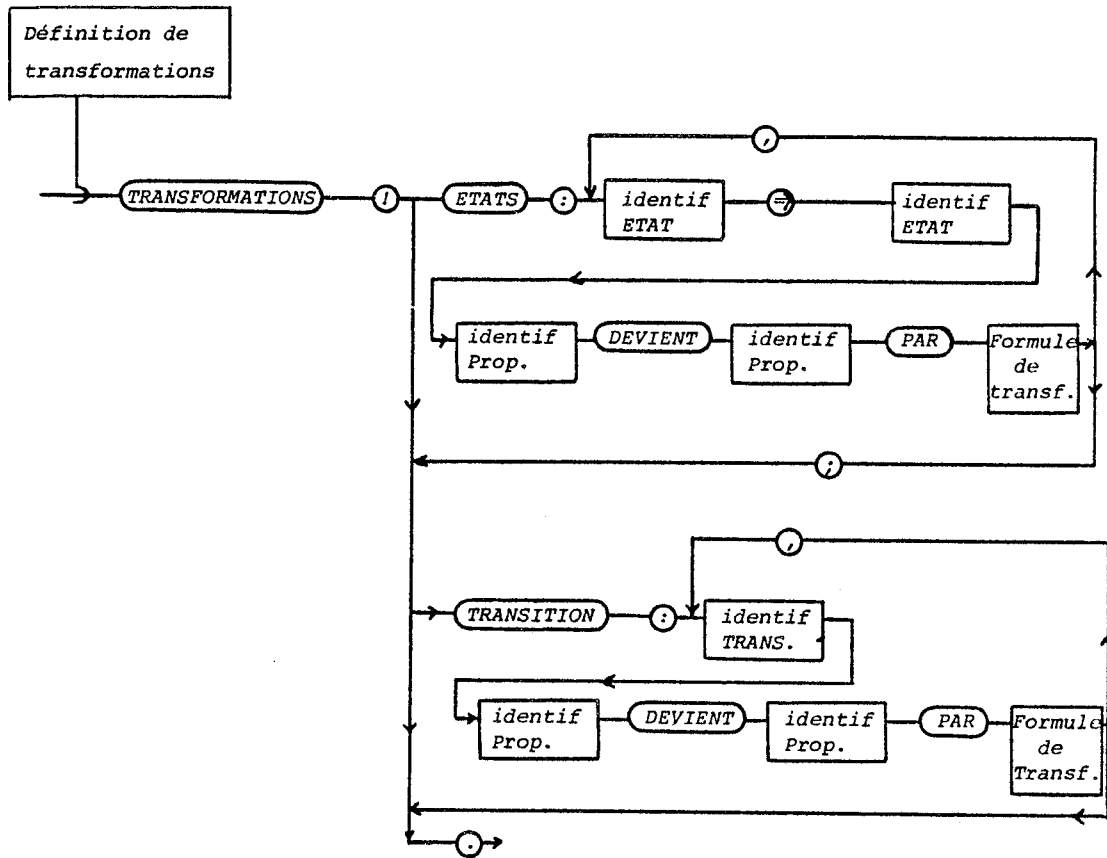 Définition de
transformations
,
TRANSFORMATIONS ! ETATS : identif ⇒ identif
ETAT ETAT
identif DEVIENT identif PAR Formule
Prop. Prop. de
transf.
;
,
TRANSITION : identif
TRANS.
identif DEVIENT identif PAR Formule
Prop. Prop. de
Transf.
.